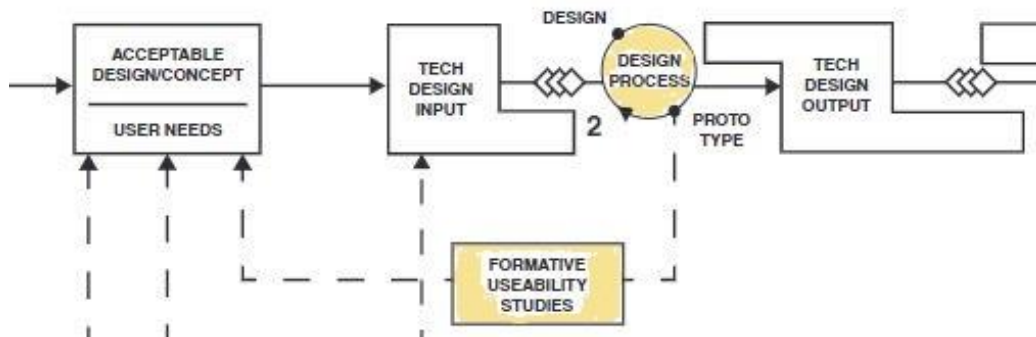 ACCEPTABLE
DESIGN/CONCEPT
USER NEEDS
TECH
DESIGN
INPUT
2
DESIGN
DESIGN
PROCESS
PROTO
TYPE
TECH
DESIGN
OUTPUT
FORMATIVE
USEABILITY
STUDIES